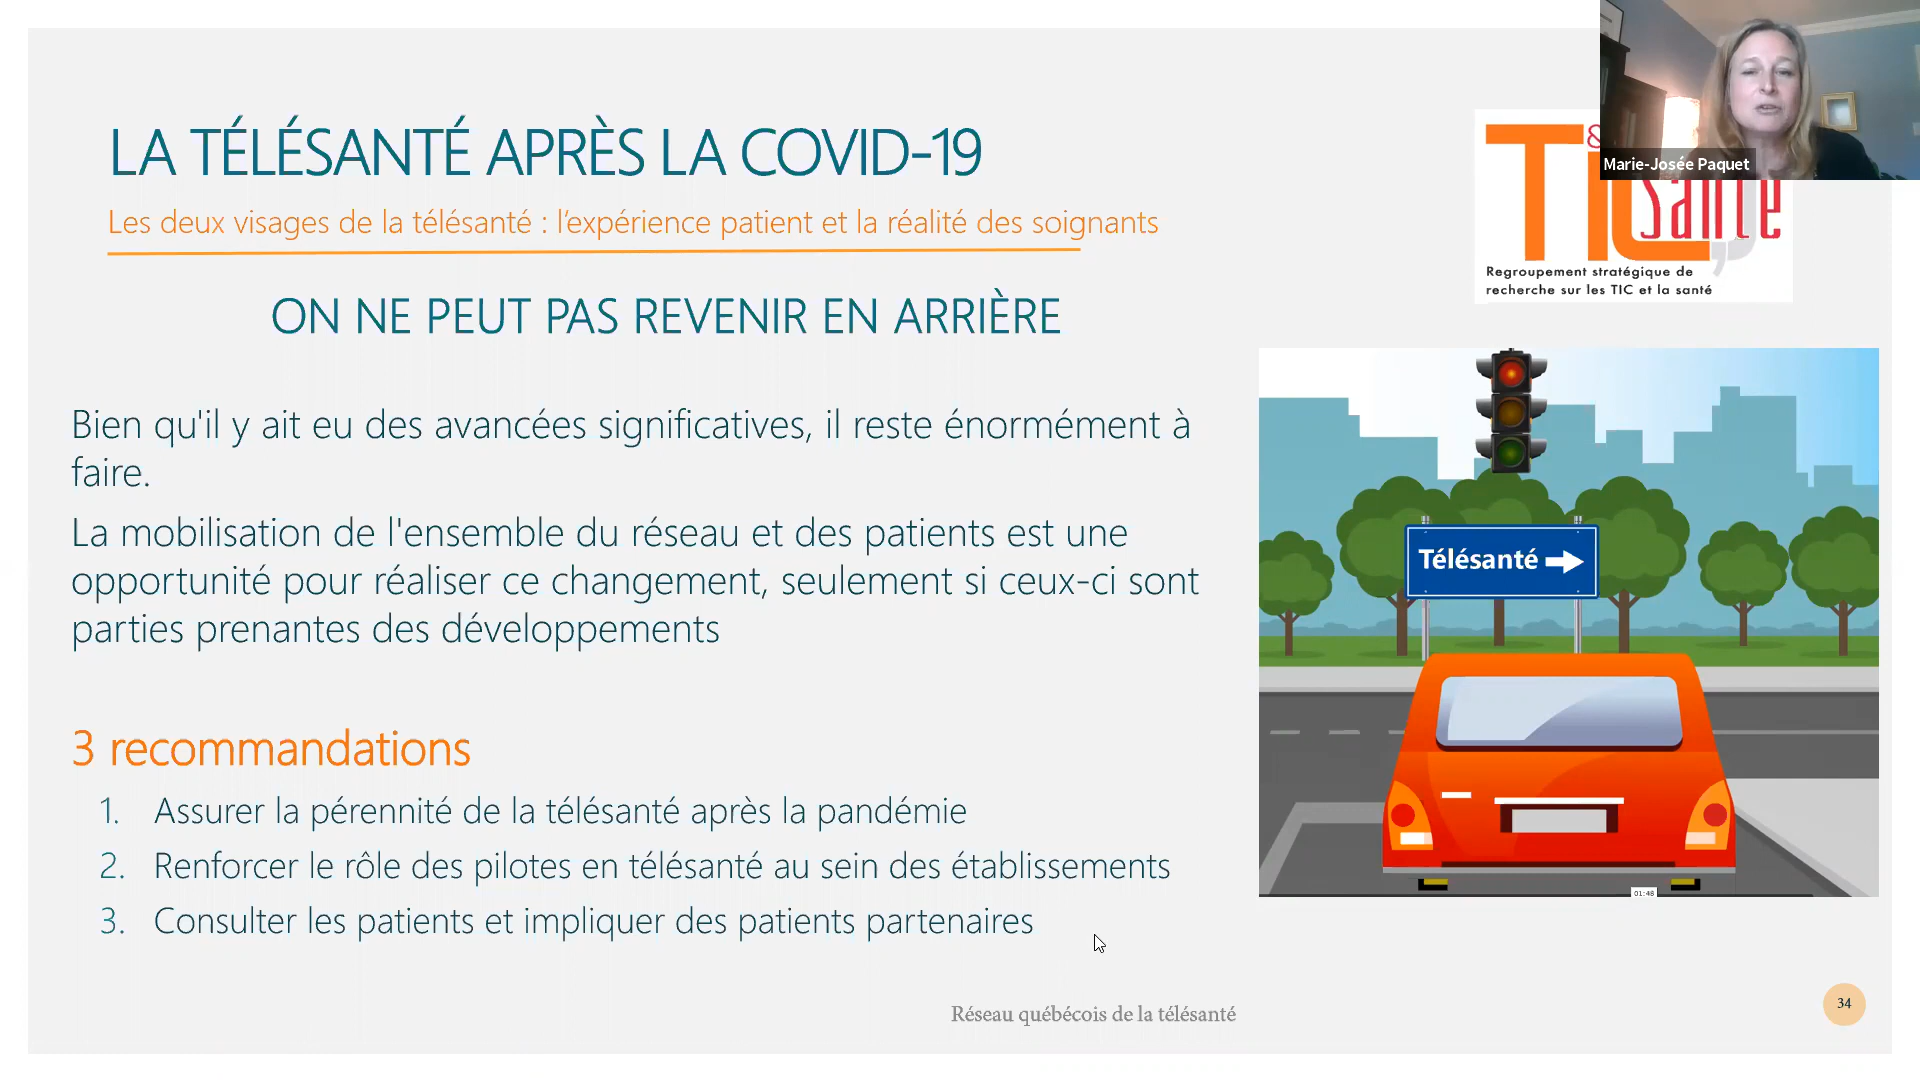 LA TÉLÉSANTÉ APRÈS LA COVID-19
Les deux visages de la télésanté : l’expérience patient et la réalité des soignants
ON NE PEUT PAS REVENIR EN ARRIÈRE
Bien qu'il y ait eu des avancées significatives, il reste énormément à
faire.
La mobilisation de l'ensemble du réseau et des patients est une
opportunité pour réaliser ce changement, seulement si ceux-ci sont
parties prenantes des développements
3 recommandations
1. Assurer la pérennité de la télésanté après la pandémie
2. Renforcer le rôle des pilotes en télésanté au sein des établissements
3. Consulter les patients et impliquer des patients partenaires
Marie-Josée Paquet
TIC &
santé
Regroupement stratégique de
recherche sur les TIC et la santé
Télésanté
01:48
Réseau québécois de la télésanté
34